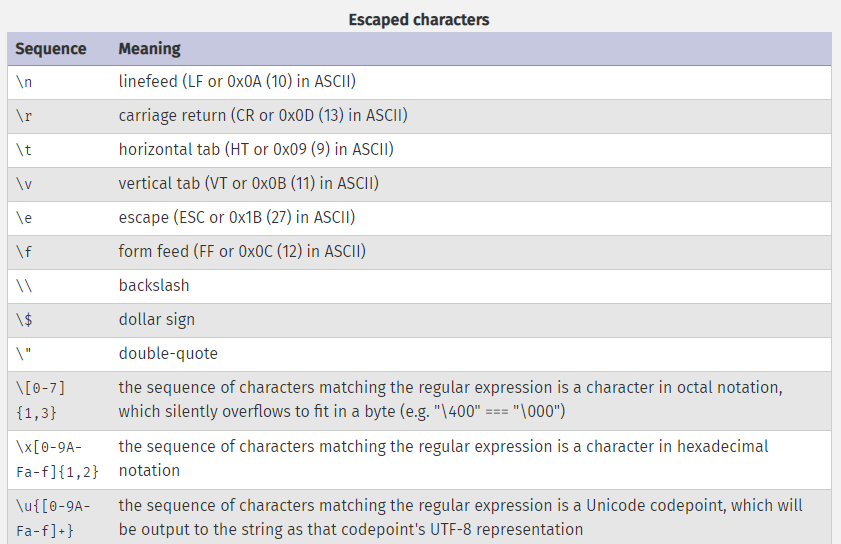 Escaped characters
Sequence Meaning
\n linefeed (LF or 0x0A (10) in ASCII)
\r carriage return (CR or 0x0D (13) in ASCII)
\t horizontal tab (HT or 0x09 (9) in ASCII)
\v vertical tab (VT or 0x0B (11) in ASCII)
\e escape (ESC or 0x1B (27) in ASCII)
\f form feed (FF or 0x0C (12) in ASCII)
\\ backslash
\$ dollar sign
\" double-quote
\[0-7] the sequence of characters matching the regular expression is a character in octal notation,
{1,3} which silently overflows to fit in a byte (e.g. "\400" === "\000")
\x[0-9A- the sequence of characters matching the regular expression is a character in hexadecimal
Fa-f]{1,2} notation
\u{[0-9A- the sequence of characters matching the regular expression is a Unicode codepoint, which will
Fa-f]+} be output to the string as that codepoint's UTF-8 representation